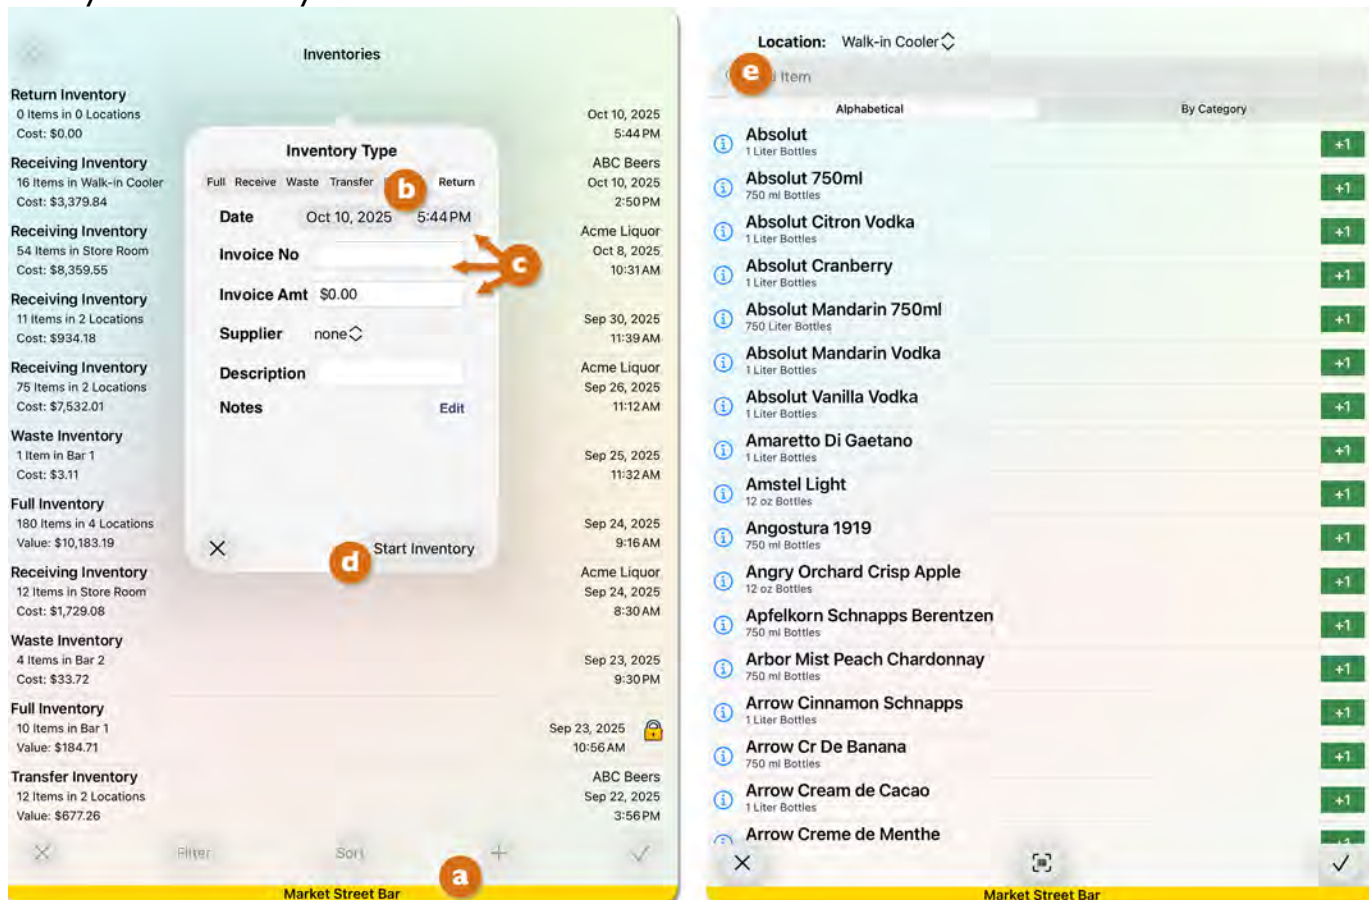 Inventories
Return Inventory
0 Items in 0 Locations Oct 10, 2025
Cost: $0.00 5:44 PM
Receiving Inventory ABC Beers
16 Items in Walk-in Cooler Oct 10, 2025
Cost: $3,379.84 2:50 PM
Receiving Inventory Acme Liquor
54 Items in Store Room Oct 8, 2025
Cost: $8,359.55 10:31 AM
Receiving Inventory
11 Items in 2 Locations Sep 30, 2025
Cost: $934.18 11:39 AM
Receiving Inventory Acme Liquor
75 Items in 2 Locations Sep 26, 2025
Cost: $7,532.01 11:12 AM
Waste Inventory
1 Item in Bar 1 Sep 25, 2025
Cost: $3.11 11:32 AM
Full Inventory
180 Items in 4 Locations Sep 24, 2025
Value: $10,183.19 9:16 AM
Receiving Inventory Acme Liquor
12 Items in Store Room Sep 24, 2025
Cost: $1,729.08 8:30 AM
Waste Inventory
4 Items in Bar 2 Sep 23, 2025
Cost: $33.72 9:30 PM
Full Inventory
10 Items in Bar 1 Sep 23, 2025
Value: $184.71 10:56 AM
Transfer Inventory ABC Beers
12 Items in 2 Locations Sep 22, 2025
Value: $677.26 3:56 PM
Filter Sort
a
Market Street Bar
Inventory Type
Full Receive Waste Transfer b Return
Date Oct 10, 2025 5:44 PM
Invoice No
c
Invoice Amt $0.00
Supplier none
Description
Notes Edit
d Start Inventory
Location: Walk-in Cooler
e Item
Alphabetical By Category
Absolut
1 Liter Bottles +1
Absolut 750ml
750 ml Bottles +1
Absolut Citron Vodka
1 Liter Bottles +1
Absolut Cranberry
1 Liter Bottles +1
Absolut Mandarin 750ml
750 Liter Bottles +1
Absolut Mandarin Vodka
1 Liter Bottles +1
Absolut Vanilla Vodka
1 Liter Bottles +1
Amaretto Di Gaetano
1 Liter Bottles +1
Amstel Light
12 oz Bottles +1
Angostura 1919
750 ml Bottles +1
Angry Orchard Crisp Apple
12 oz Bottles +1
Apfelkorn Schnapps Berentzen
750 ml Bottles +1
Arbor Mist Peach Chardonnay
750 ml Bottles +1
Arrow Cinnamon Schnapps
1 Liter Bottles +1
Arrow Cr De Banana
750 ml Bottles +1
Arrow Cream de Cacao
1 Liter Bottles +1
Arrow Creme de Menthe
Market Street Bar